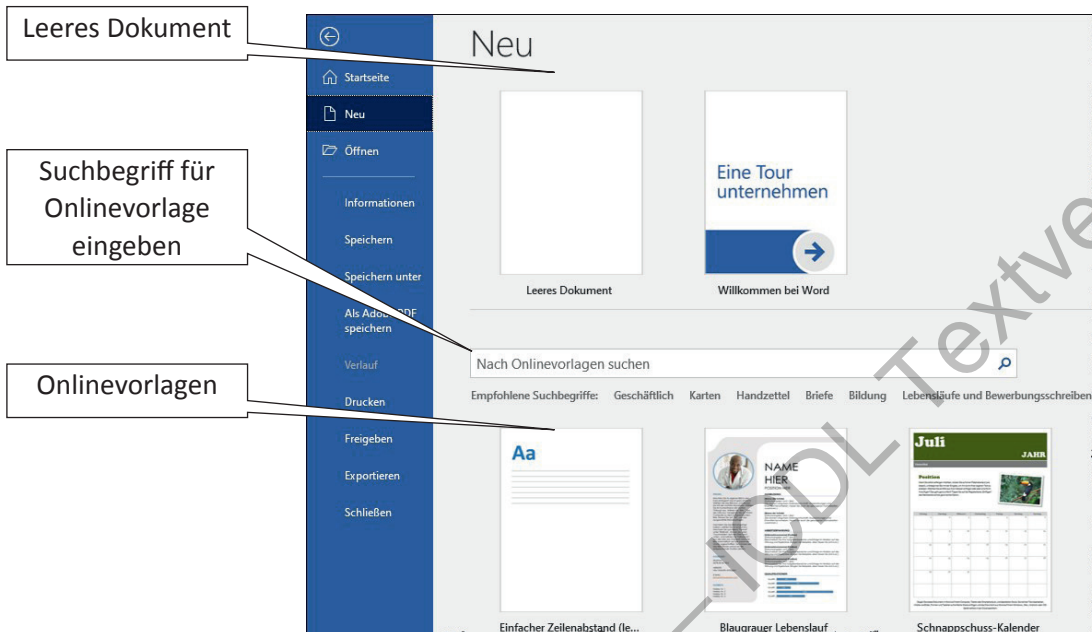 Leeres Dokument
Suchbegriff für
Onlinevorlage
eingeben
Onlinevorlagen
Startseite
Neu
Öffnen
Informationen
Speichern
Speichern unter
Als Adobe PDF
speichern
Verlauf
Drucken
Freigeben
Exportieren
Schließen
Neu
Eine Tour
unternehmen
Leeres Dokument
Willkommen bei Word
Nach Onlinevorlagen suchen
Empfohlene Suchbegriffe: Geschäftlich Karten Handzettel Briefe Bildung Lebensläufe und Bewerbungsschreiben
Aa
NAME
HIER
Juli
JAHR
Position
Einfacher Zeilenabstand (le...
Blaugrauer Lebenslauf
Schnappschuss-Kalender
ICDL